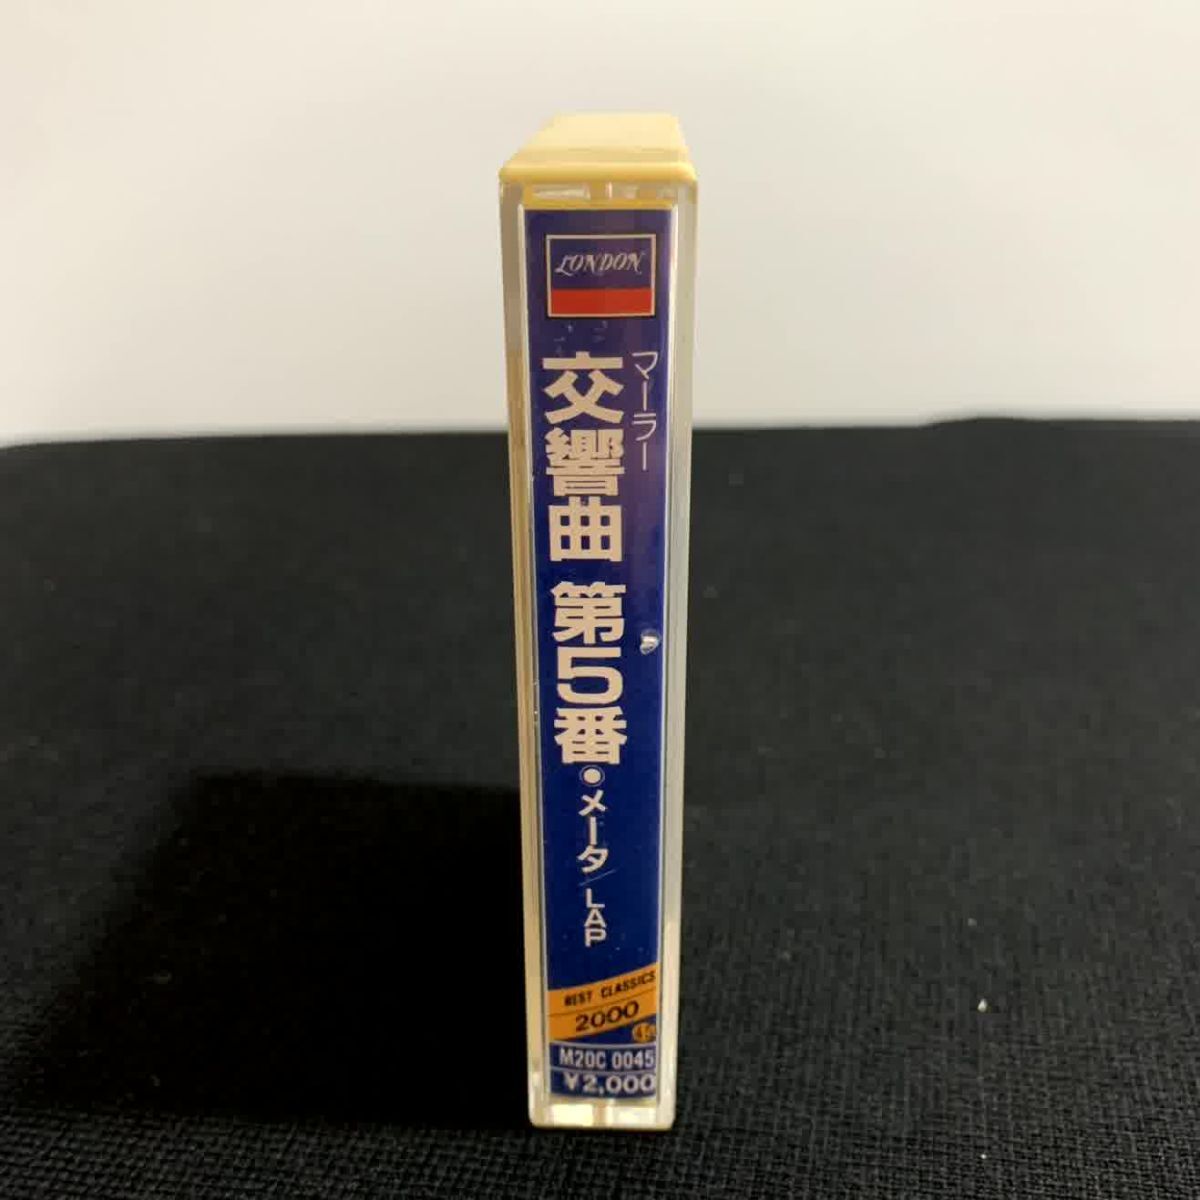 LONDON
マーラー
交響曲 第5番●メータ/LAP
BEST CLASSICS
2000
45
M20C 0045
¥2,000